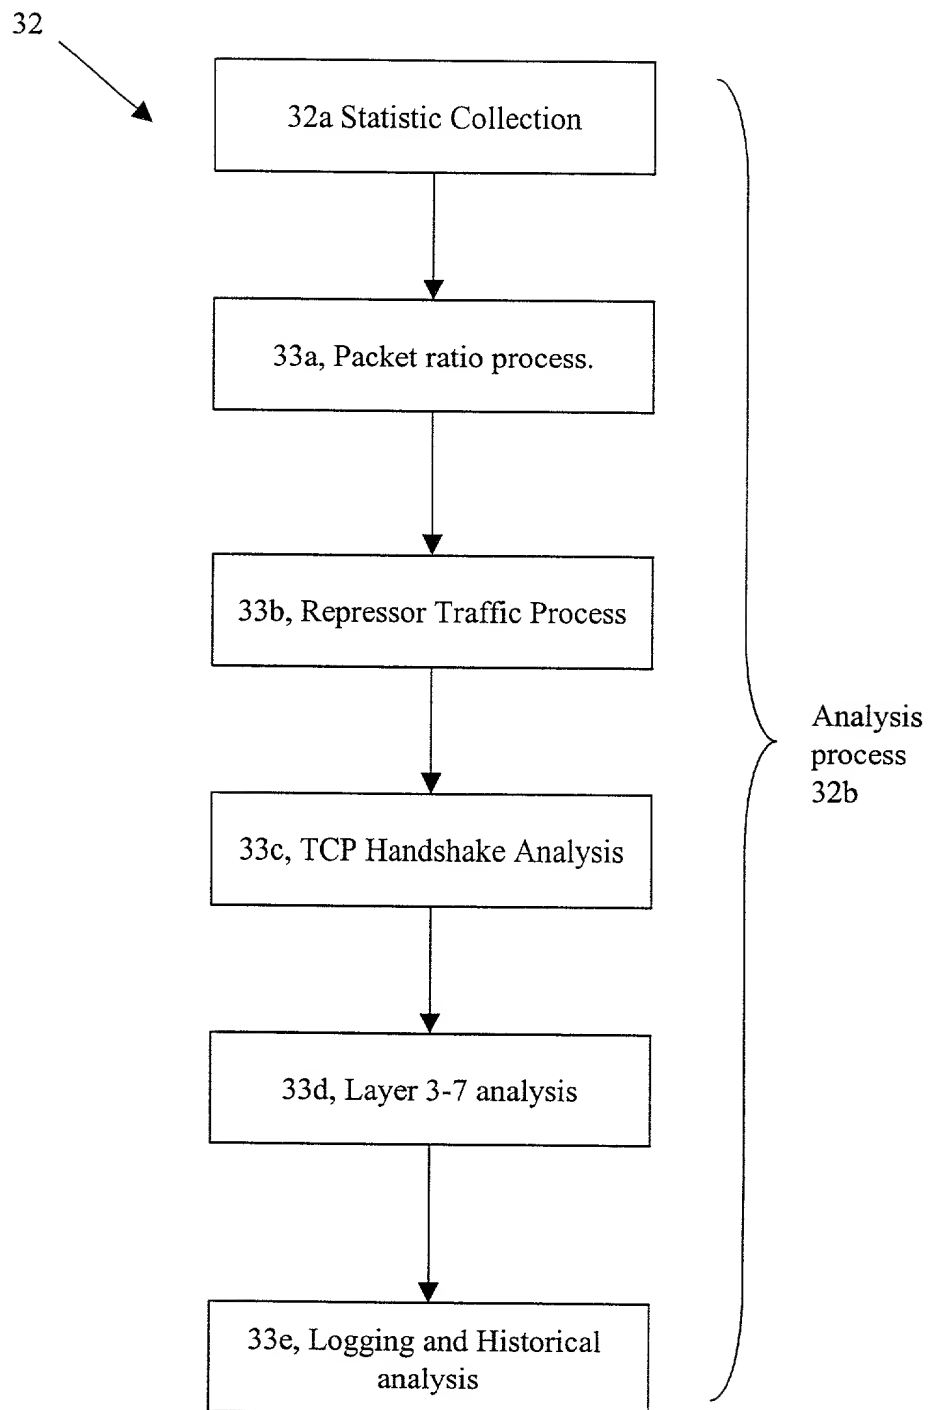 32
32a Statistic Collection
33a, Packet ratio process.
33b, Repressor Traffic Process
33c, TCP Handshake Analysis
Analysis
process
32b
33d, Layer 3-7 analysis
33e, Logging and Historical
analysis